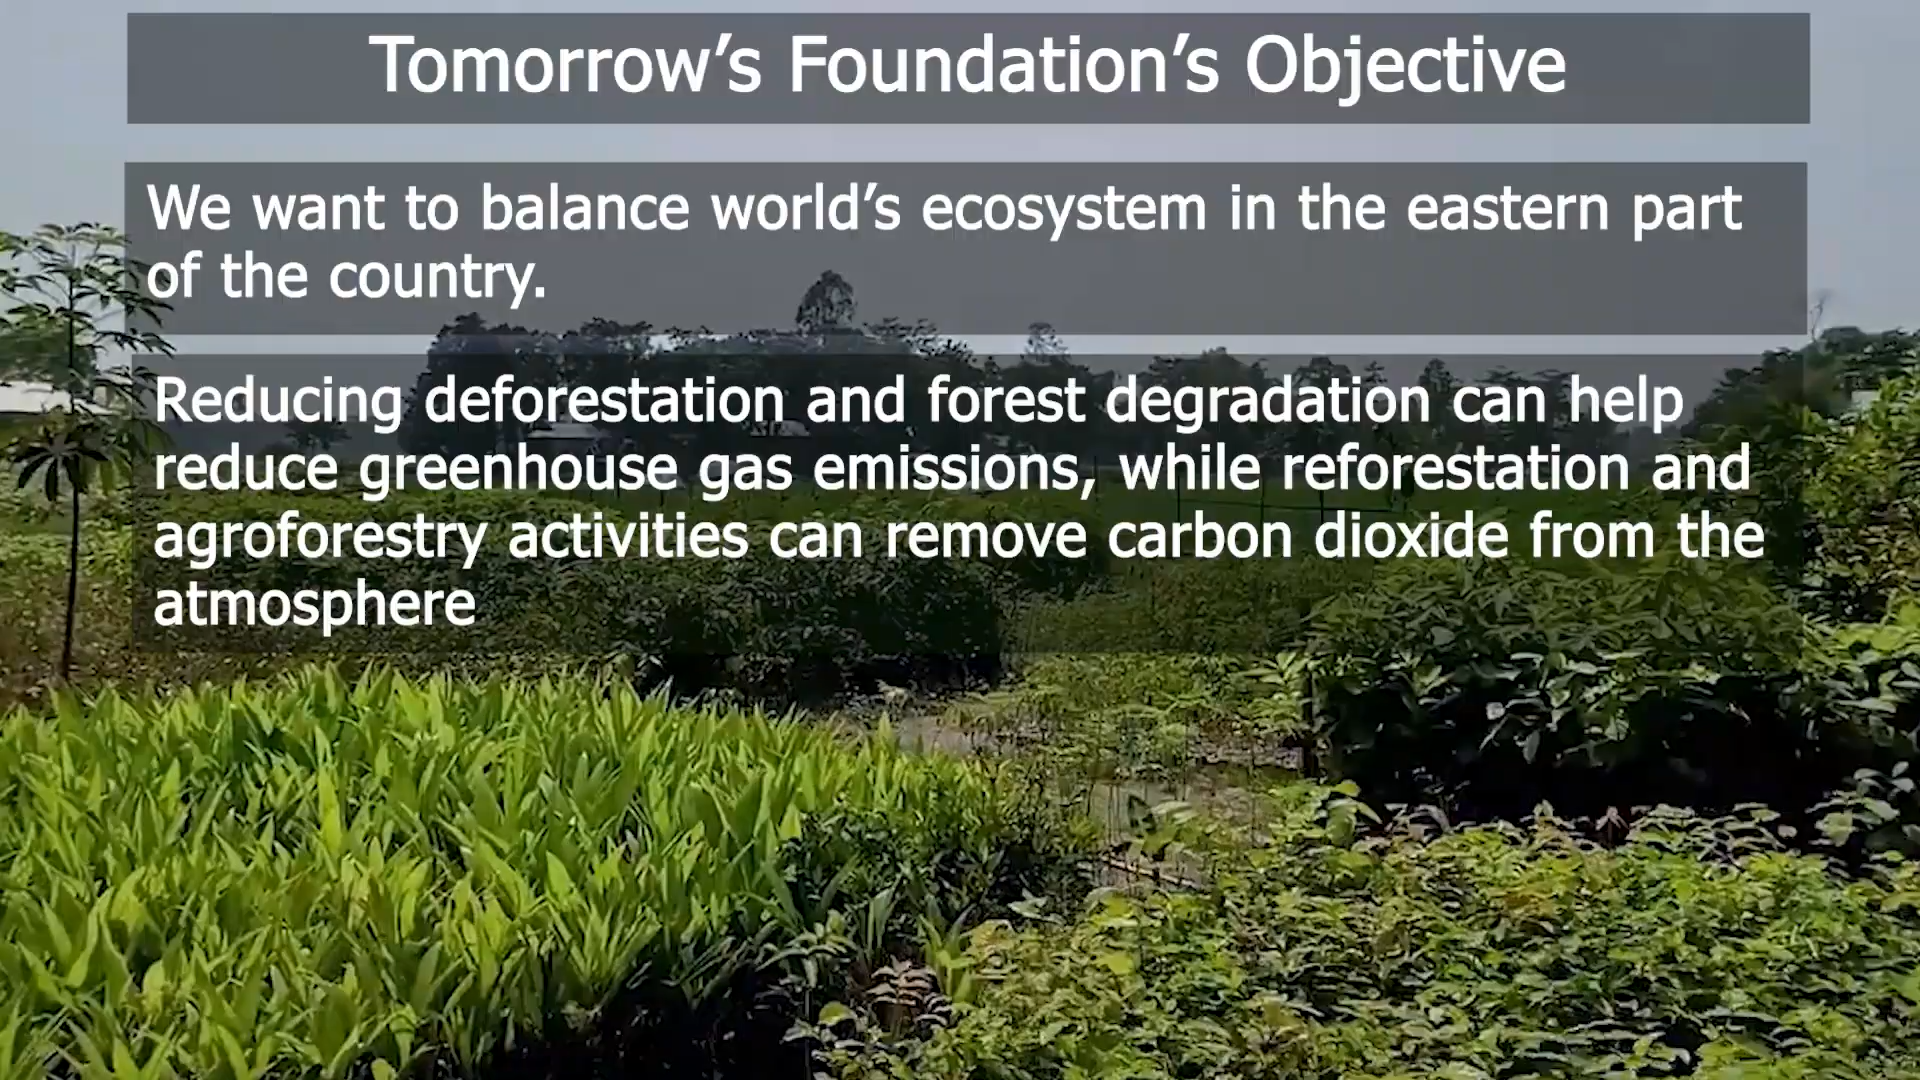 Tomorrow’s Foundation’s Objective
We want to balance world’s ecosystem in the eastern part
of the country.
Reducing deforestation and forest degradation can help
reduce greenhouse gas emissions, while reforestation and
agroforestry activities can remove carbon dioxide from the
atmosphere